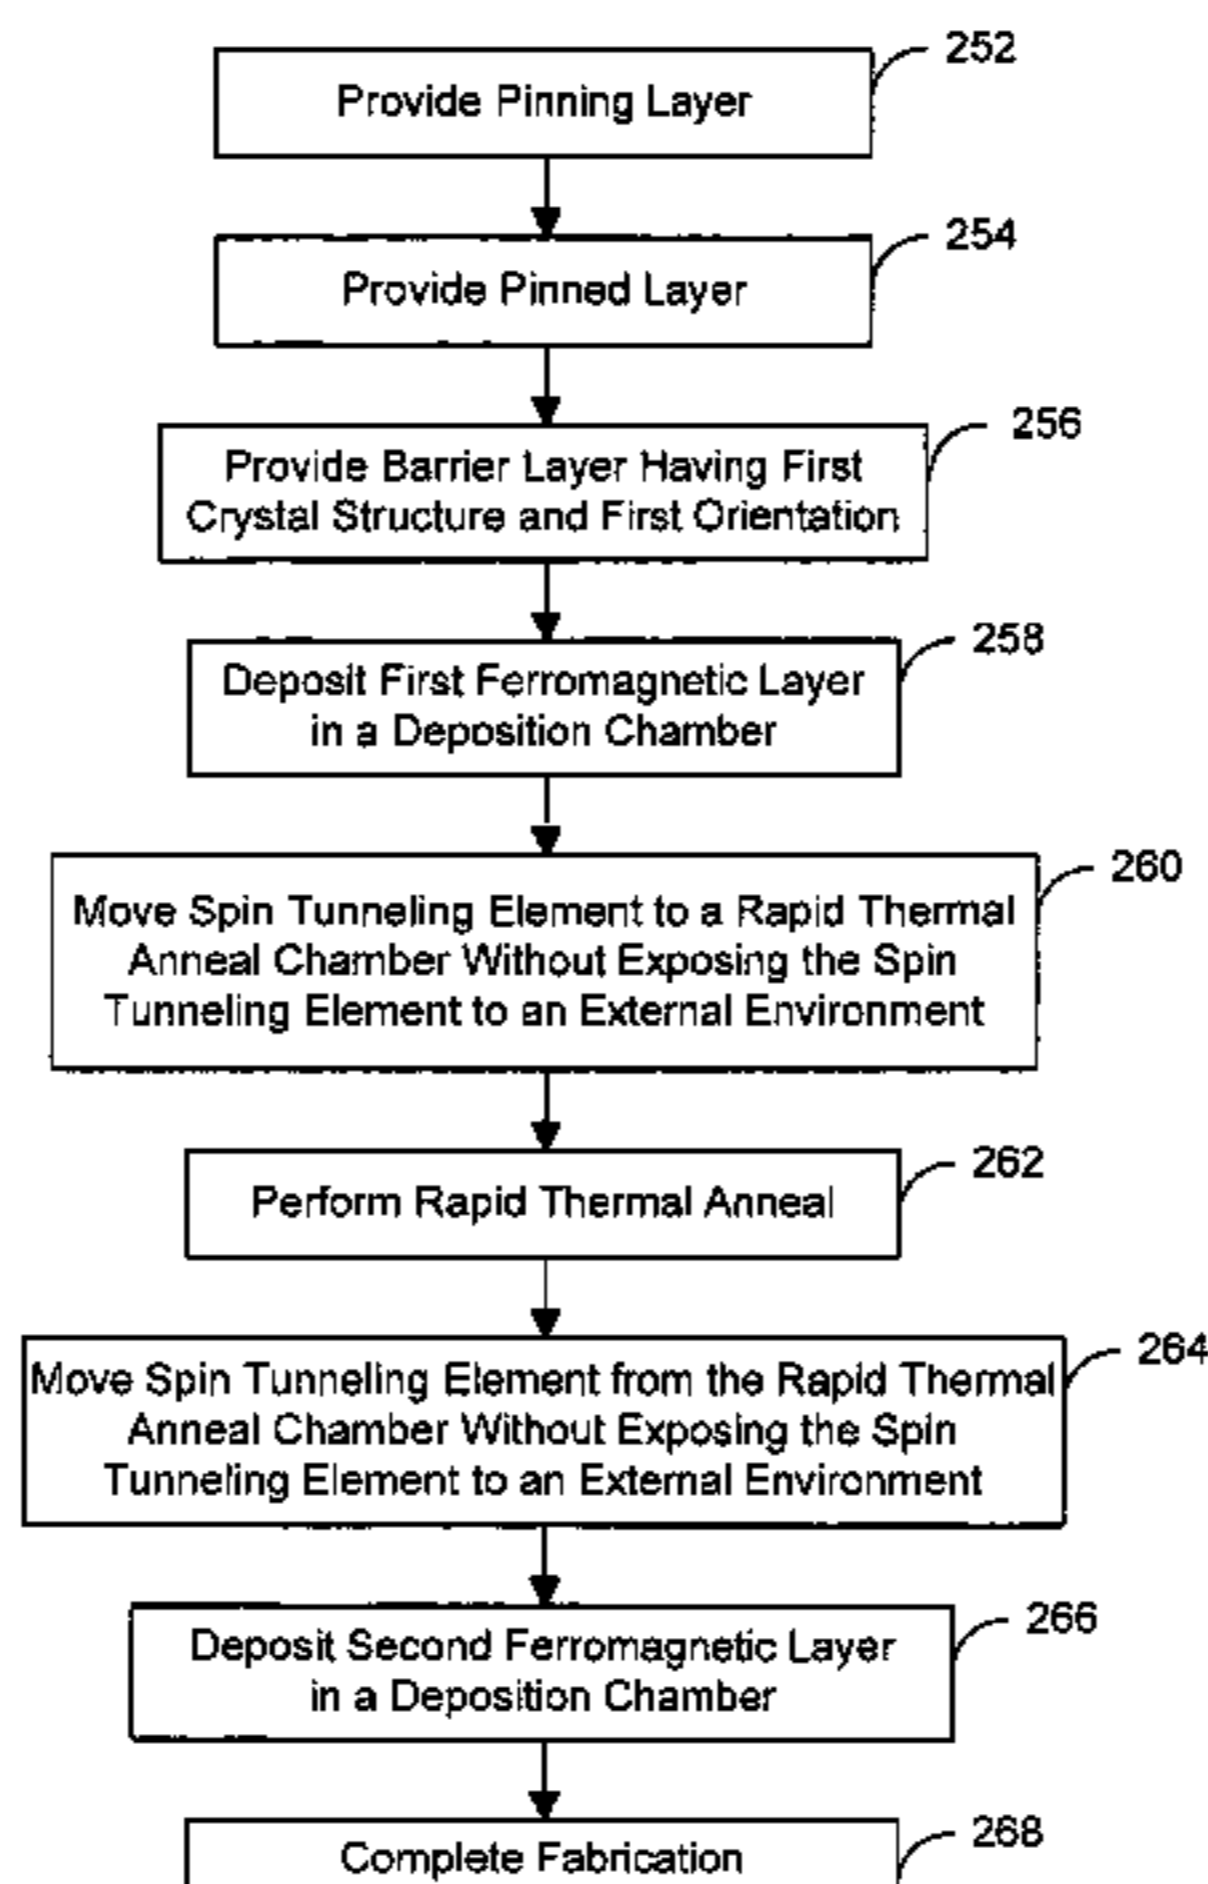 252
Provide Pinning Layer
254
Provide Pinned Layer
256
Provide Barrier Layer Having First
Crystal Structure and First Orientation
258
Deposit First Ferromagnetic Layer
in a Deposition Chamber
260
Move Spin Tunneling Element to a Rapid Thermal
Anneal Chamber Without Exposing the Spin
Tunneling Element to an External Environment
262
Perform Rapid Thermal Anneal
264
Move Spin Tunneling Element from the Rapid Thermal
Anneal Chamber Without Exposing the Spin
Tunneling Element to an External Environment
266
Deposit Second Ferromagnetic Layer
in a Deposition Chamber
268
Complete Fabrication